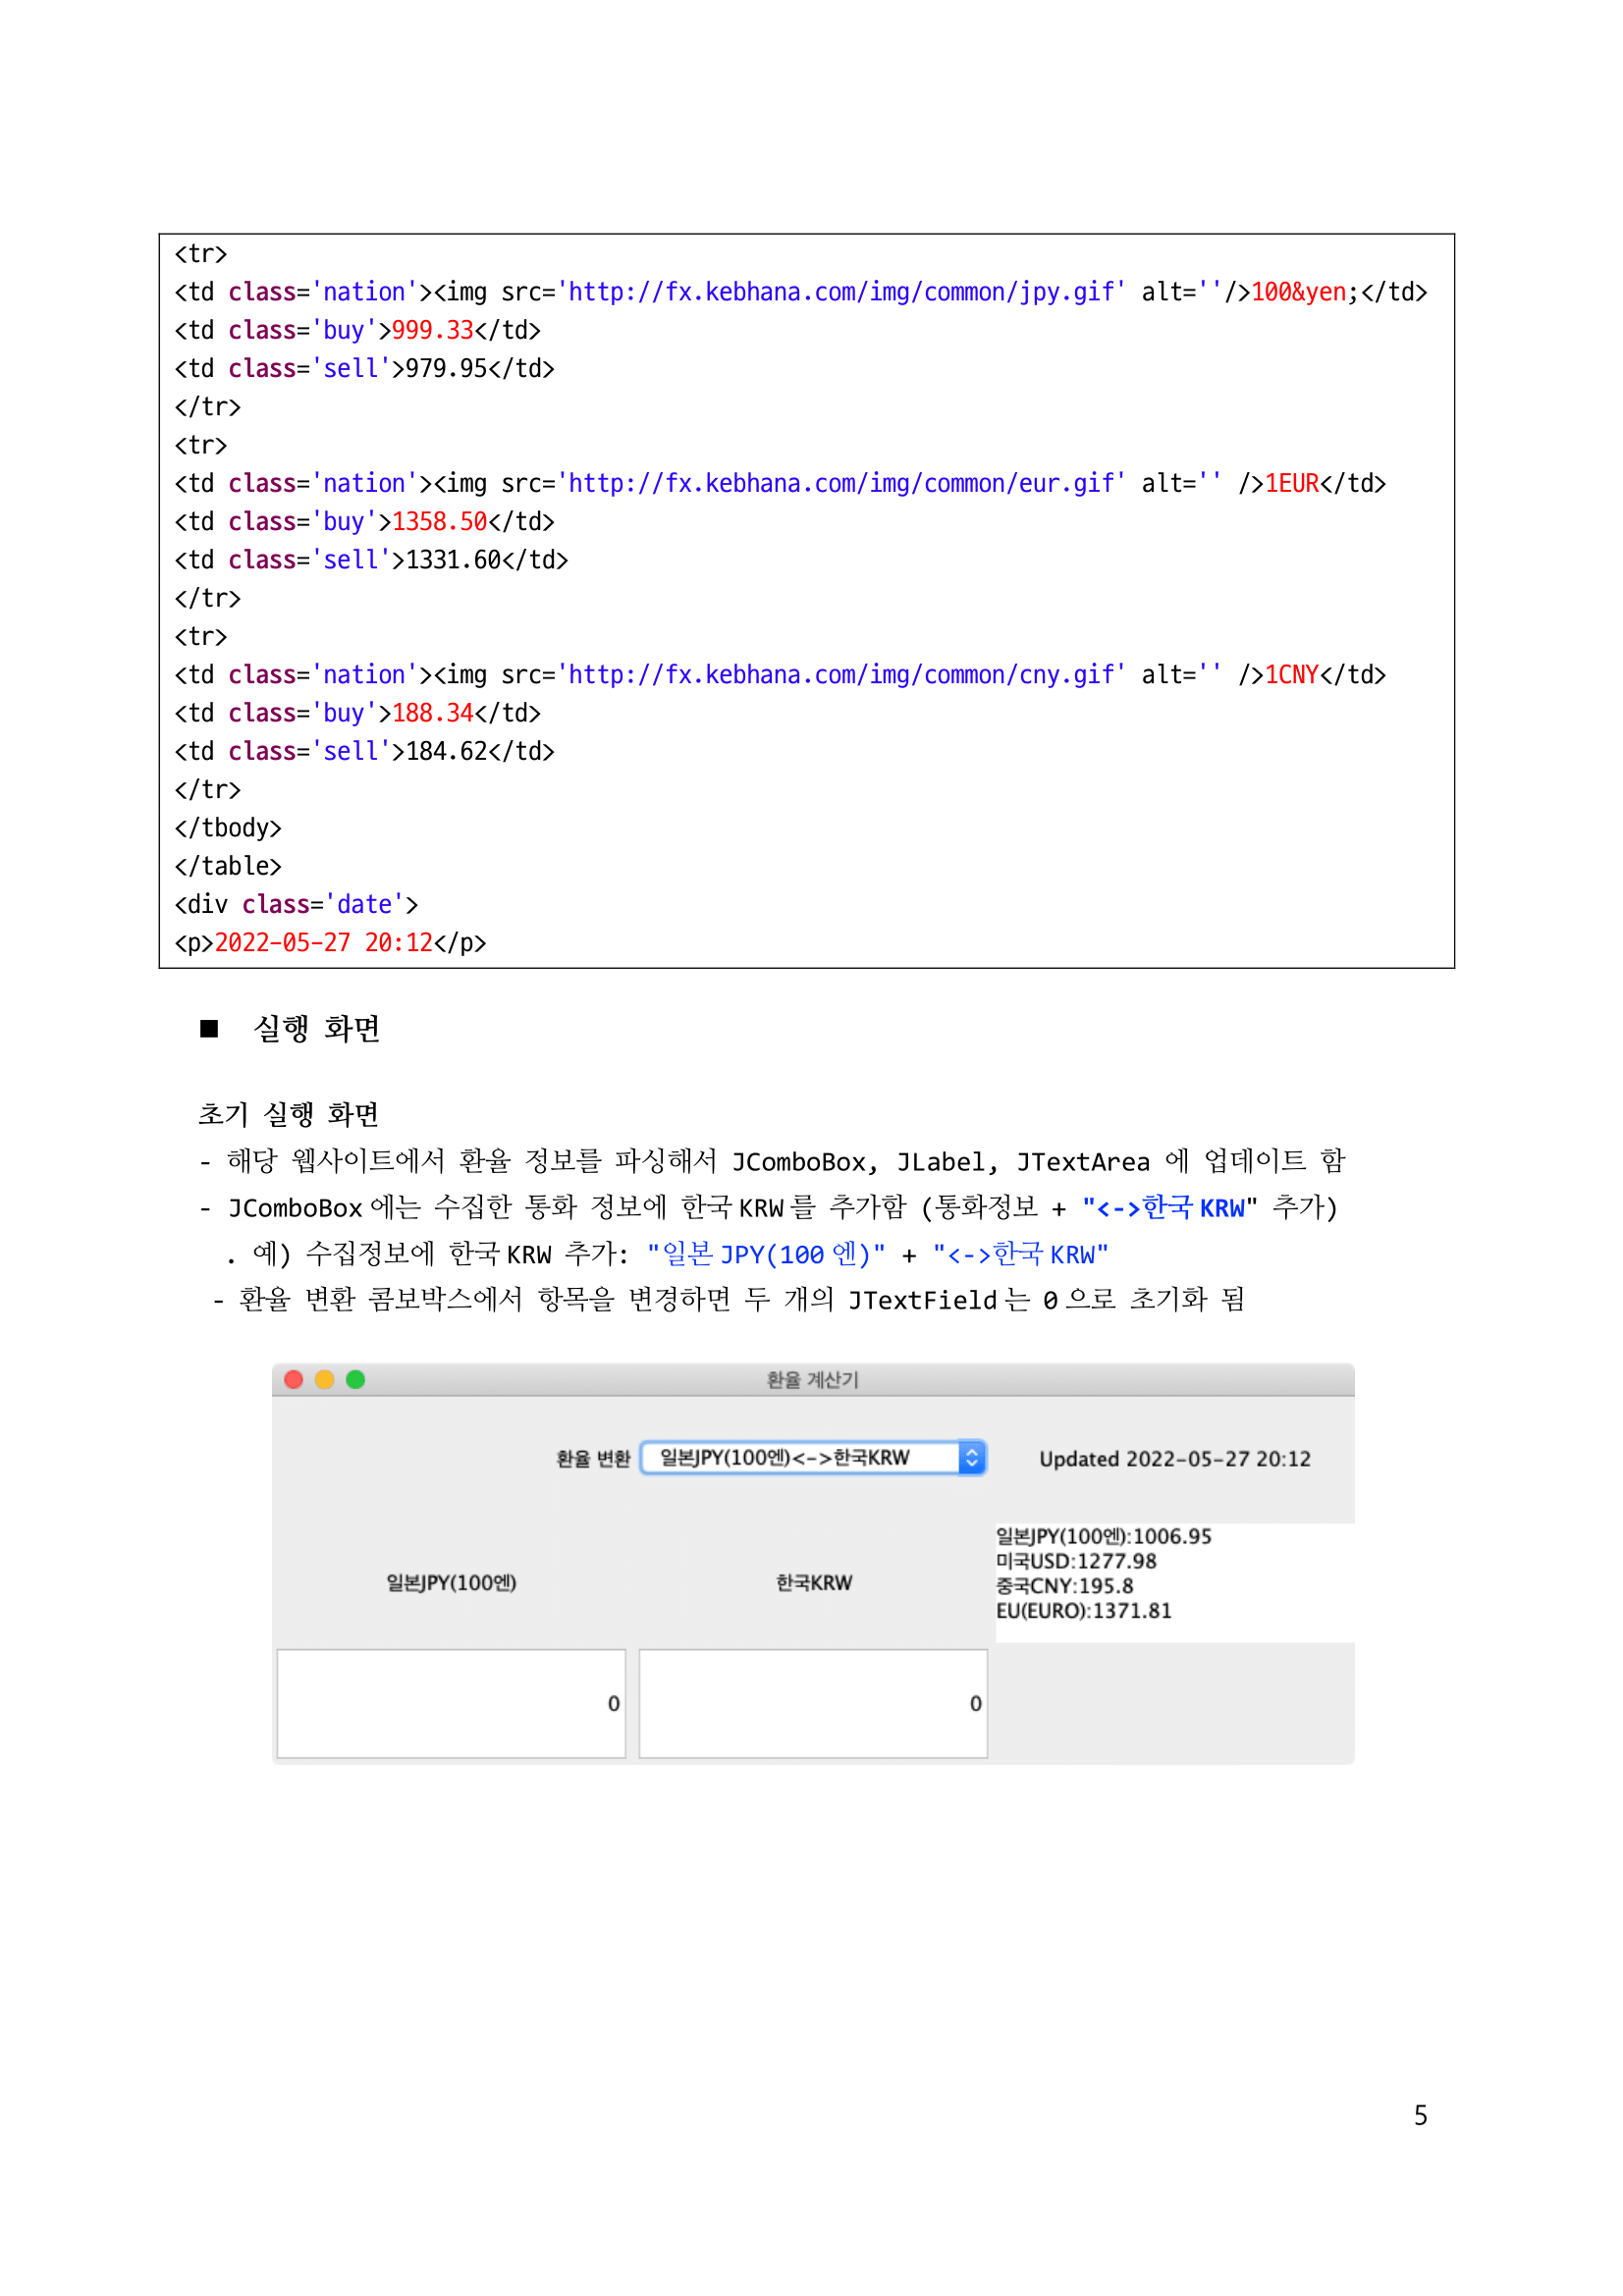 <tr>
<td class='nation'><img src='http://fx.kebhana.com/img/common/jpy.gif' alt=''/>100&yen;</td>
<td class='buy'>999.33</td>
<td class='sell'>979.95</td>
</tr>
<tr>
<td class='nation'><img src='http://fx.kebhana.com/img/common/eur.gif' alt='' />1EUR</td>
<td class='buy'>1358.50</td>
<td class='sell'>1331.60</td>
</tr>
<tr>
<td class='nation'><img src='http://fx.kebhana.com/img/common/cny.gif' alt='' />1CNY</td>
<td class='buy'>188.34</td>
<td class='sell'>184.62</td>
</tr>
</tbody>
</table>
<div class='date'>
<p>2022-05-27 20:12</p>
■ 실행 화면
초기 실행 화면
- 해당 웹사이트에서 환율 정보를 파싱해서 JComboBox, JLabel, JTextArea 에 업데이트 함
- JComboBox 에는 수집한 통화 정보에 한국 KRW 를 추가함 (통화정보 + "<->한국 KRW" 추가)
. 예) 수집정보에 한국 KRW 추가: "일본 JPY(100 엔)" + "<->한국 KRW"
- 환율 변환 콤보박스에서 항목을 변경하면 두 개의 JTextField 는 0 으로 초기화 됨
환율 계산기
환율 변환 일본JPY(100엔)<->한국KRW Updated 2022-05-27 20:12
일본JPY(100엔):1006.95
미국USD:1277.98
중국CNY:195.8
EU(EURO):1371.81
일본JPY(100엔) 한국KRW
0 0
5